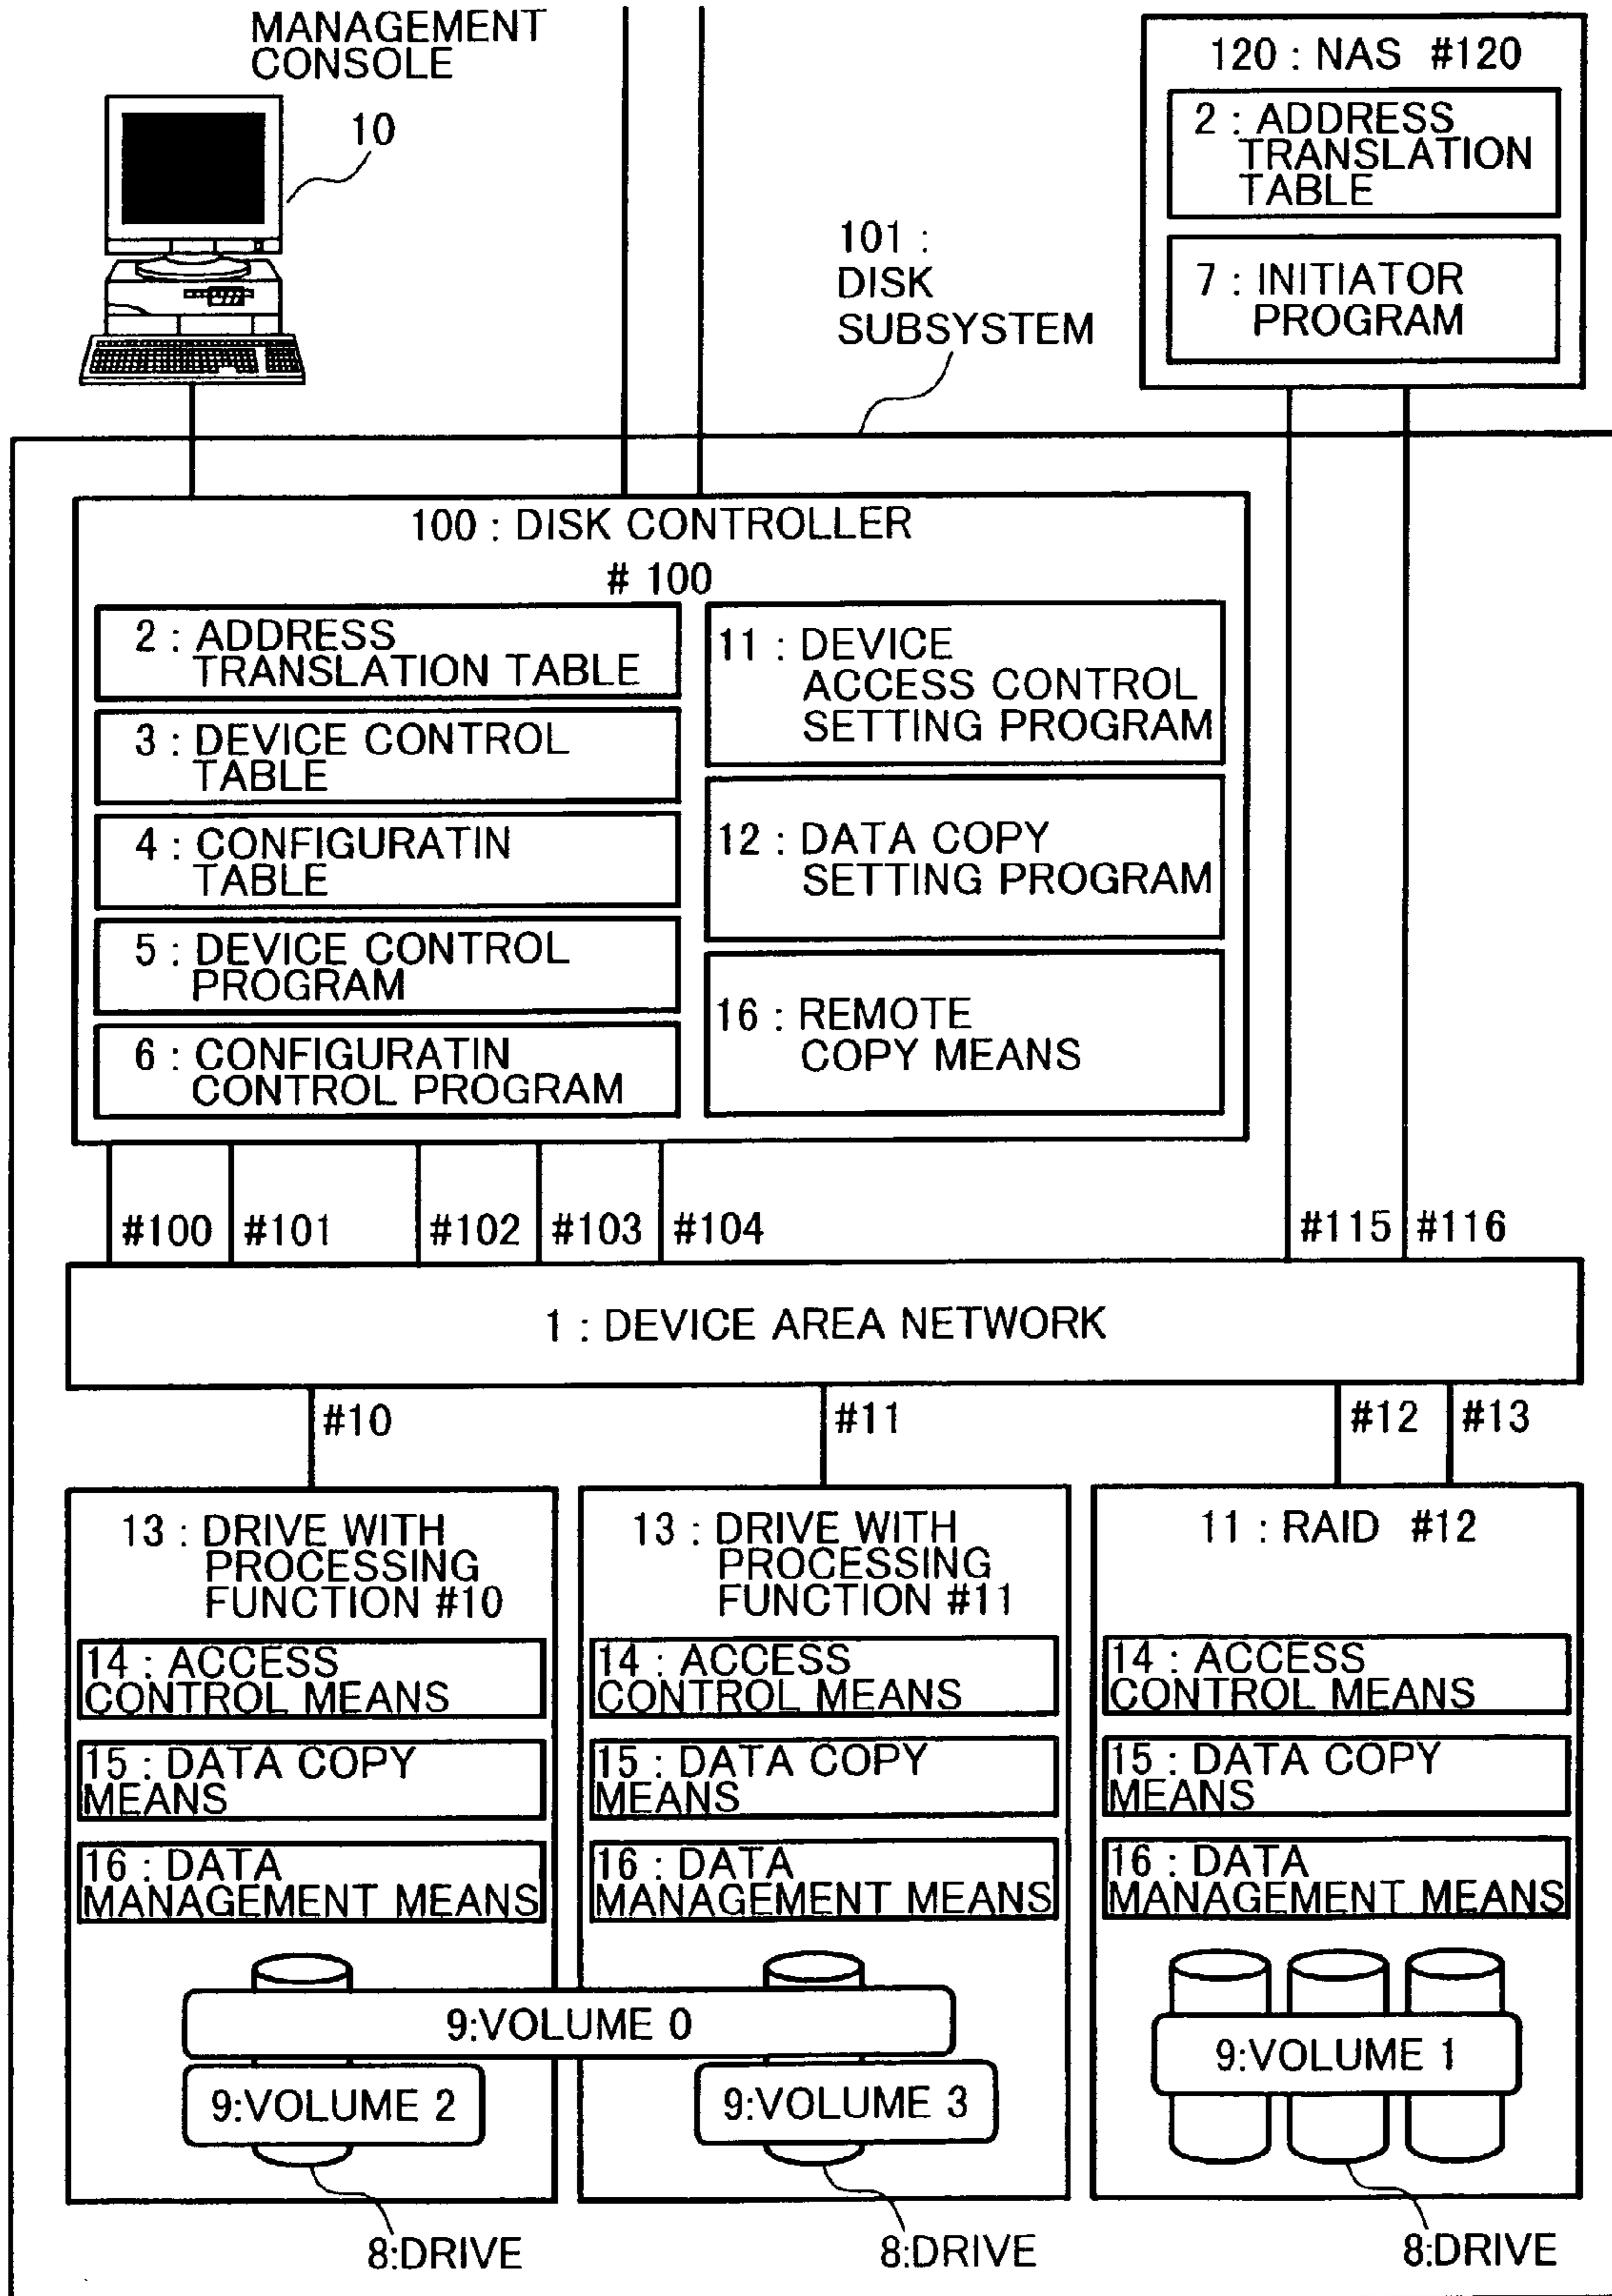 MANAGEMENT
CONSOLE
10
101 :
DISK
SUBSYSTEM
120 : NAS #120
2 : ADDRESS
TRANSLATION
TABLE
7 : INITIATOR
PROGRAM
100 : DISK CONTROLLER
# 100
2 : ADDRESS
TRANSLATION TABLE
3 : DEVICE CONTROL
TABLE
4 : CONFIGURATIN
TABLE
5 : DEVICE CONTROL
PROGRAM
6 : CONFIGURATIN
CONTROL PROGRAM
11 : DEVICE
ACCESS CONTROL
SETTING PROGRAM
12 : DATA COPY
SETTING PROGRAM
16 : REMOTE
COPY MEANS
#100 #101 #102 #103 #104 #115 #116
1 : DEVICE AREA NETWORK
#10 #11 #12 #13
13 : DRIVE WITH
PROCESSING
FUNCTION #10
14 : ACCESS
CONTROL MEANS
15 : DATA COPY
MEANS
16 : DATA
MANAGEMENT MEANS
13 : DRIVE WITH
PROCESSING
FUNCTION #11
14 : ACCESS
CONTROL MEANS
15 : DATA COPY
MEANS
16 : DATA
MANAGEMENT MEANS
11 : RAID #12
14 : ACCESS
CONTROL MEANS
15 : DATA COPY
MEANS
16 : DATA
MANAGEMENT MEANS
9:VOLUME 0
9:VOLUME 1
9:VOLUME 2
9:VOLUME 3
8:DRIVE
8:DRIVE
8:DRIVE